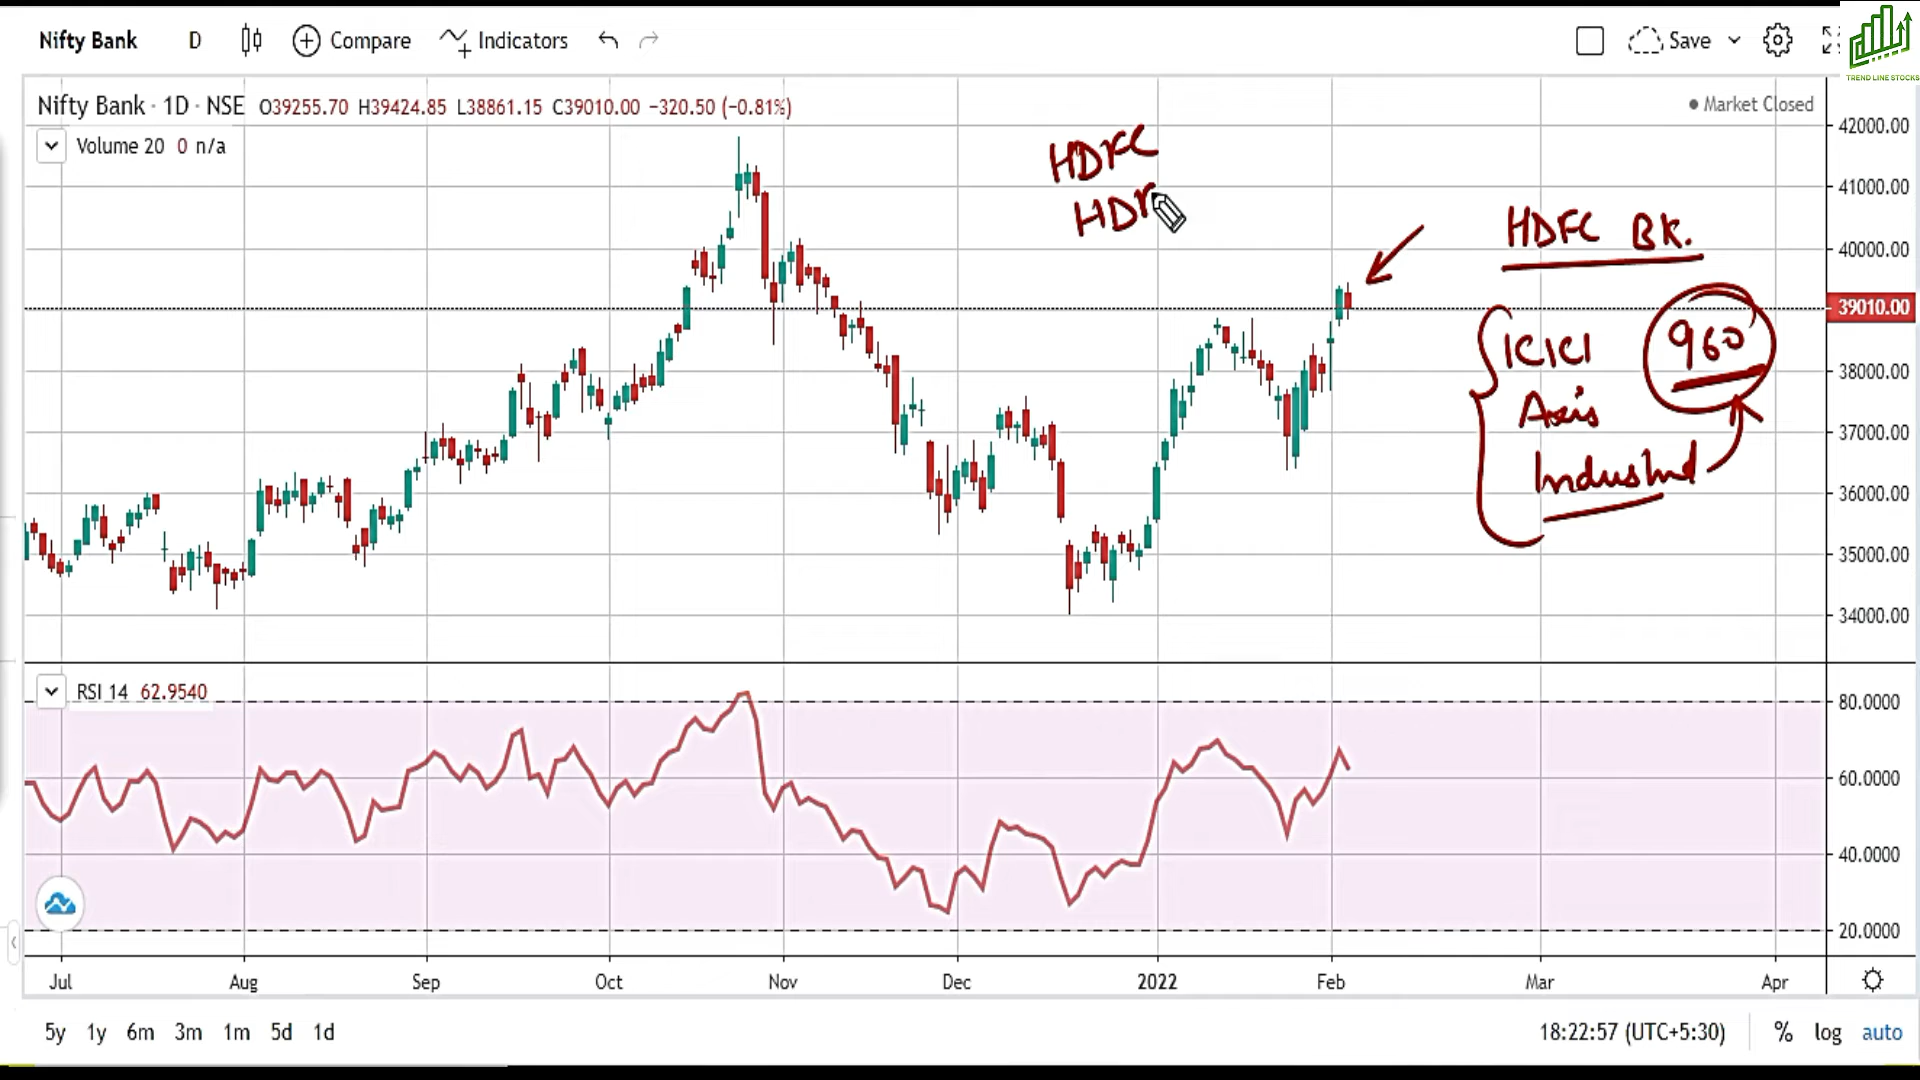 Nifty Bank D Compare Indicators Save
TREND LINE STOCKS
Nifty Bank · 1D · NSE O39255.70 H39424.85 L38861.15 C39010.00 −320.50 (−0.81%)
Market Closed
Volume 20 0 n/a
42000.00
41000.00
40000.00
39010.00
38000.00
37000.00
36000.00
35000.00
34000.00
HDFC
HDF
HDFC BK.
ICICI 960
Axis
IndusInd
RSI 14 62.9540
80.0000
60.0000
40.0000
20.0000
Jul Aug Sep Oct Nov Dec 2022 Feb Mar Apr
5y 1y 6m 3m 1m 5d 1d 18:22:57 (UTC+5:30) % log auto